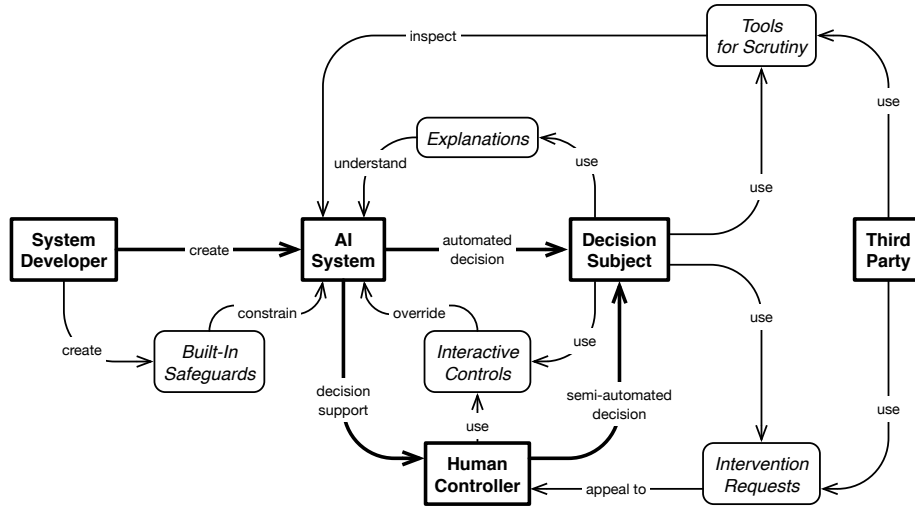 Tools
for Scrutiny
inspect
use
Explanations
understand
use
use
System
Developer
create
AI
System
automated
decision
Decision
Subject
Third
Party
constrain
override
use
use
create
Built-In
Safeguards
Interactive
Controls
decision
support
semi-automated
decision
use
use
Human
Controller
appeal to
Intervention
Requests